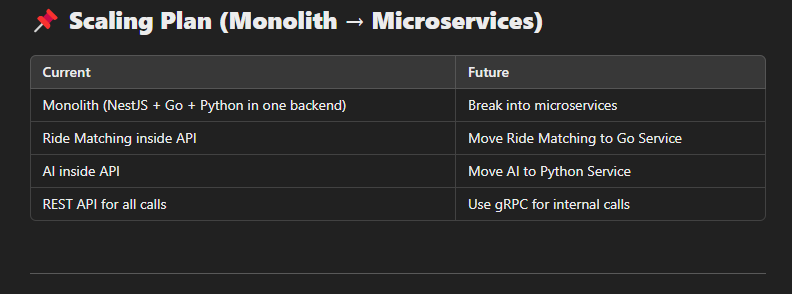 📌 Scaling Plan (Monolith → Microservices)
Current Future
Monolith (NestJS + Go + Python in one backend) Break into microservices
Ride Matching inside API Move Ride Matching to Go Service
AI inside API Move AI to Python Service
REST API for all calls Use gRPC for internal calls